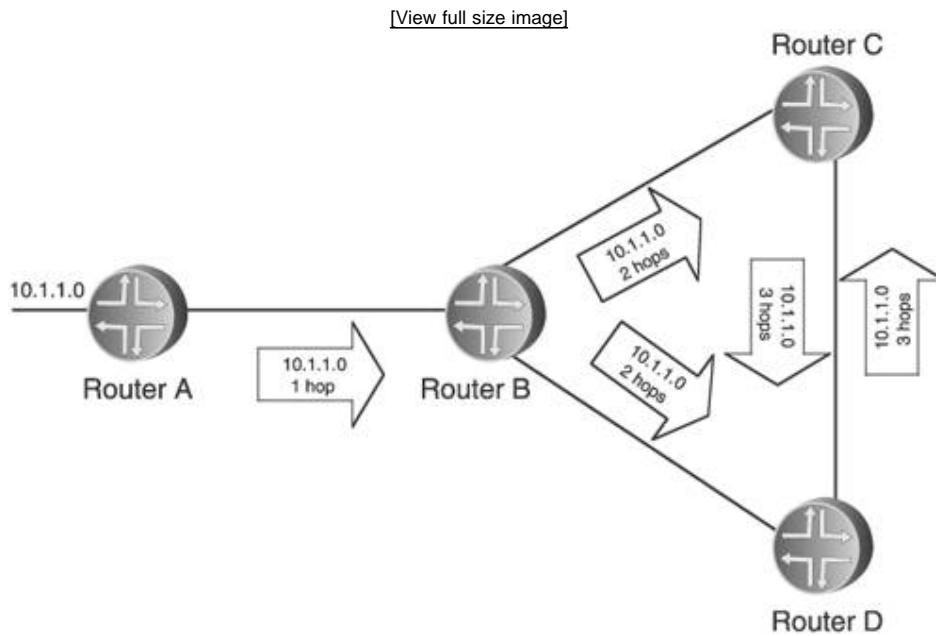 [View full size image]
Router C
10.1.1.0
2 hops
10.1.1.0
Router A
10.1.1.0
1 hop
Router B
10.1.1.0
2 hops
10.1.1.0
3 hops
10.1.1.0
3 hops
Router D